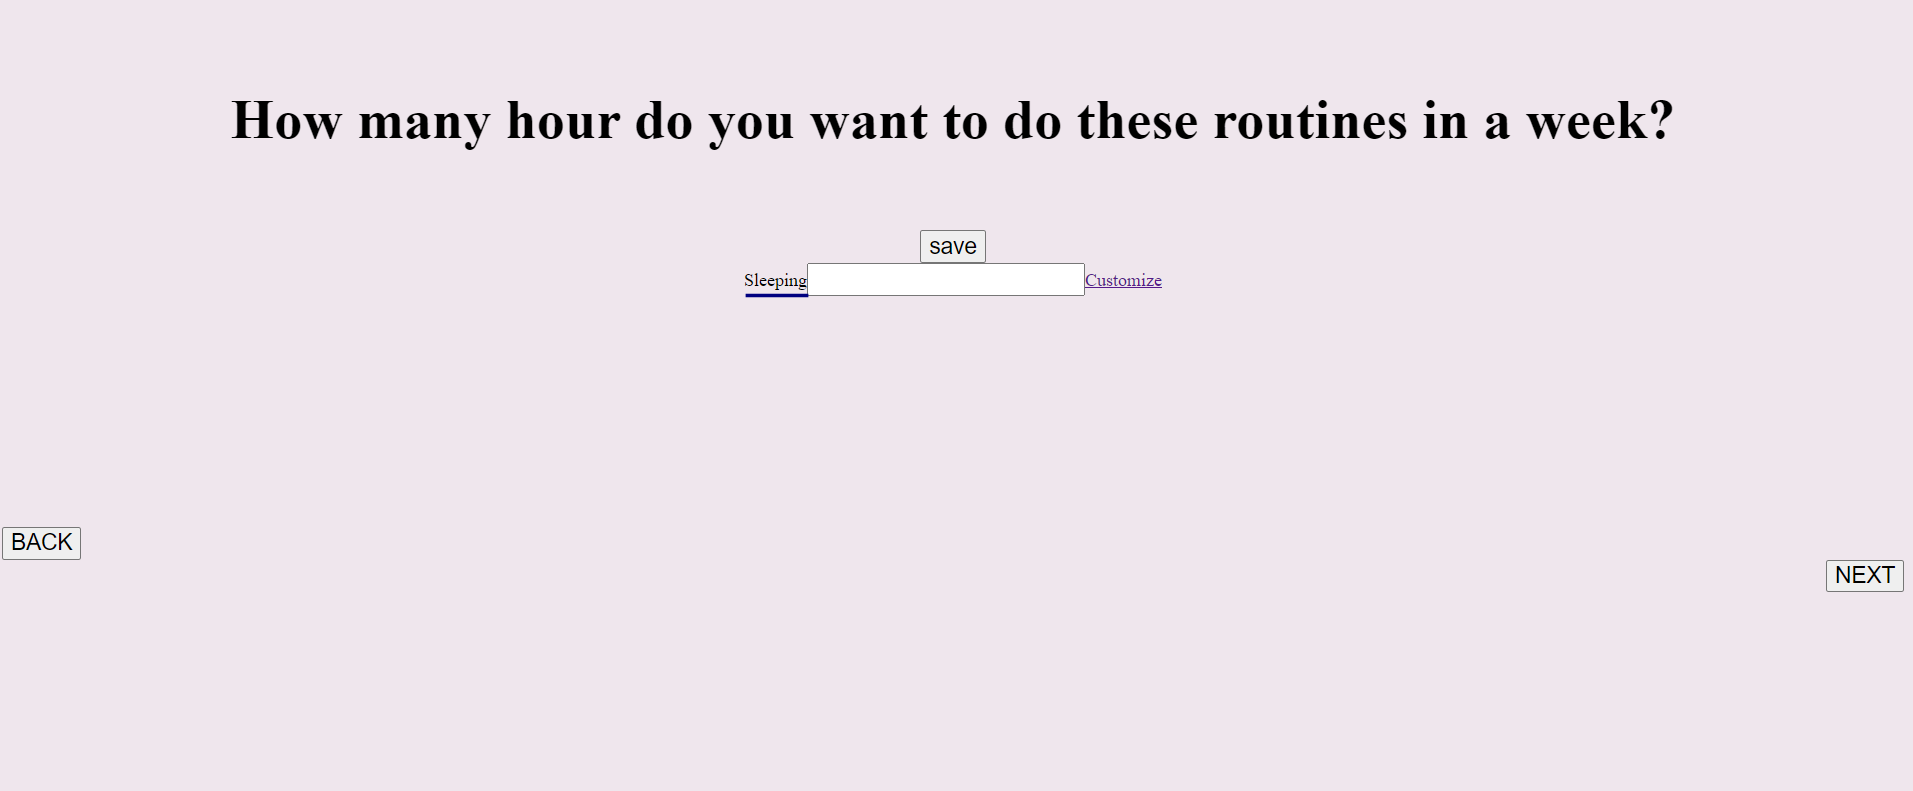 How many hour do you want to do these routines in a week?
save
Sleeping Customize
BACK
NEXT